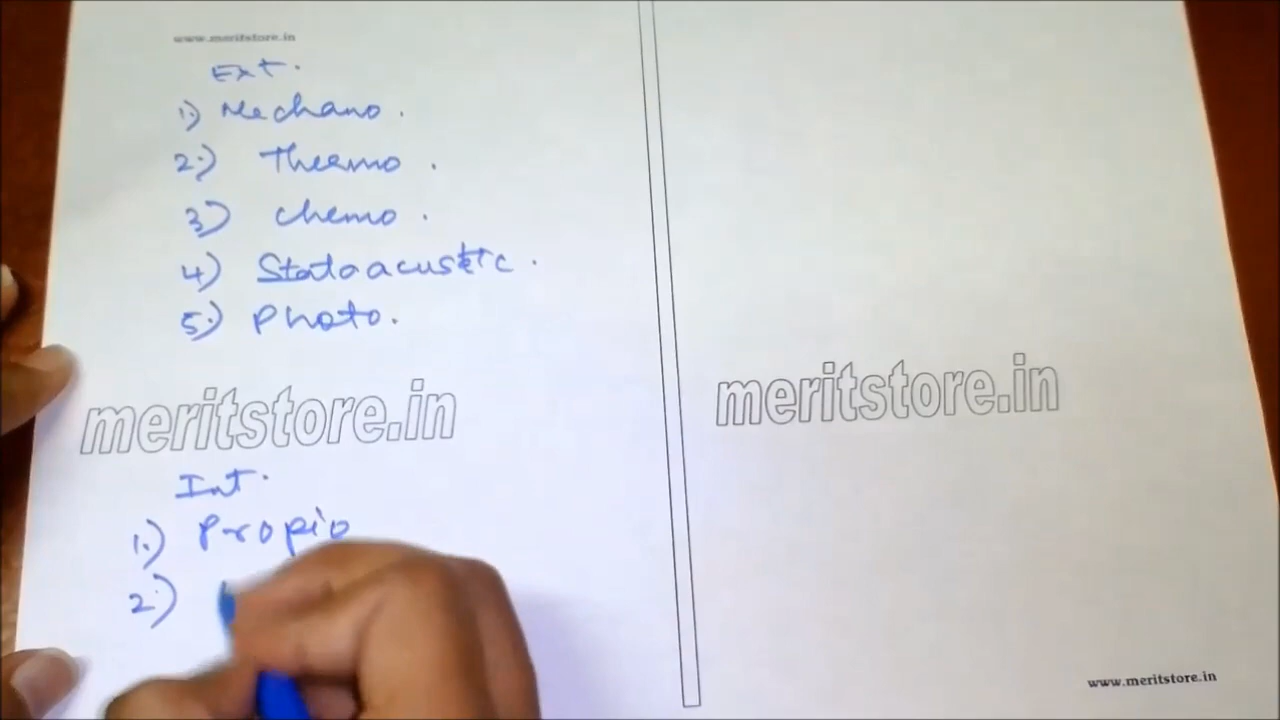 www.meritstore.in
Ext.
1.) Mechano.
2.) Thermo.
3) chemo.
4) Statoacustic.
5.) Photo.
meritstore.in
Int.
1.) Propio
2.)
meritstore.in
www.meritstore.in